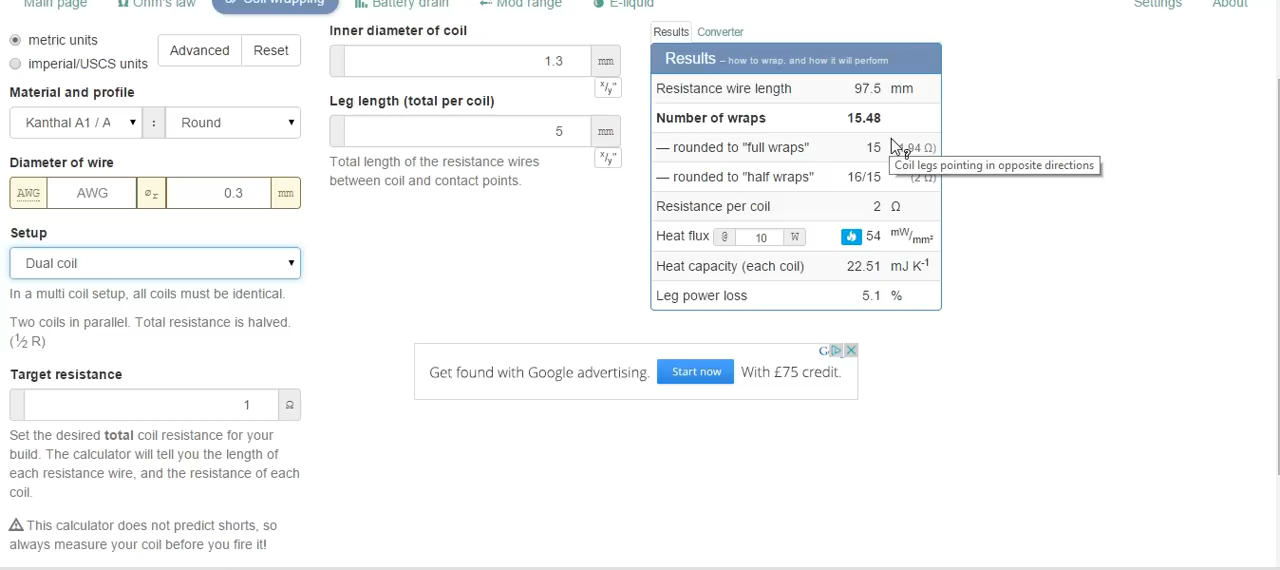 Main page Ohm's law Coil wrapping Battery drain Mod range E-liquid Settings About
metric units
imperial/USCS units
Advanced Reset
Material and profile
Kanthal A1 / A : Round
Diameter of wire
AWG AWG ør 0.3 mm
Setup
Dual coil
In a multi coil setup, all coils must be identical.
Two coils in parallel. Total resistance is halved.
(½ R)
Target resistance
1 Ω
Set the desired total coil resistance for your
build. The calculator will tell you the length of
each resistance wire, and the resistance of each
coil.
This calculator does not predict shorts, so
always measure your coil before you fire it!
Inner diameter of coil
1.3 mm
x/y"
Leg length (total per coil)
5 mm
x/y"
Total length of the resistance wires
between coil and contact points.
Results Converter
Results – how to wrap, and how it will perform
Resistance wire length 97.5 mm
Number of wraps 15.48
— rounded to "full wraps" 15 94 Ω)
Coil legs pointing in opposite directions
— rounded to "half wraps" 16/15 (2 Ω)
Resistance per coil 2 Ω
Heat flux @ 10 W 54 mW/mm²
Heat capacity (each coil) 22.51 mJ K-1
Leg power loss 5.1 %
Get found with Google advertising. Start now With £75 credit.